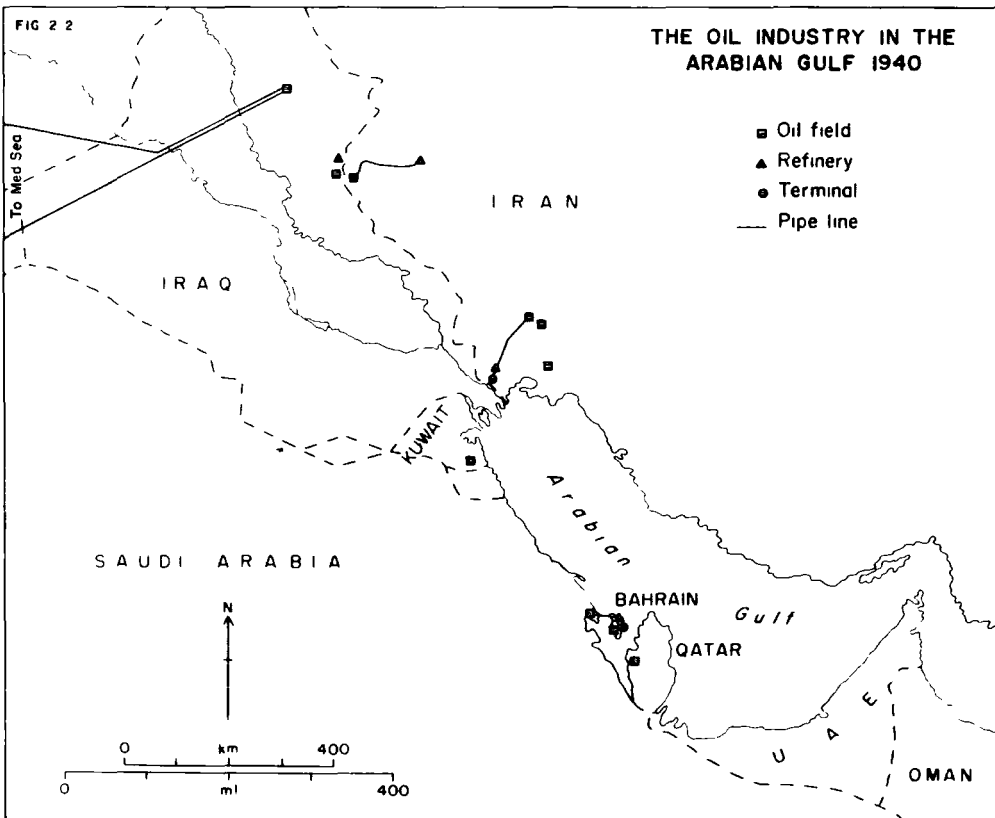 FIG 2 2
THE OIL INDUSTRY IN THE
ARABIAN GULF 1940
Oil field
Refinery
Terminal
Pipe line
To Med Sea
IRAN
IRAQ
KUWAIT
Arabian
Gulf
SAUDI ARABIA
BAHRAIN
QATAR
UAE
OMAN
N
0 km 400
0 ml 400